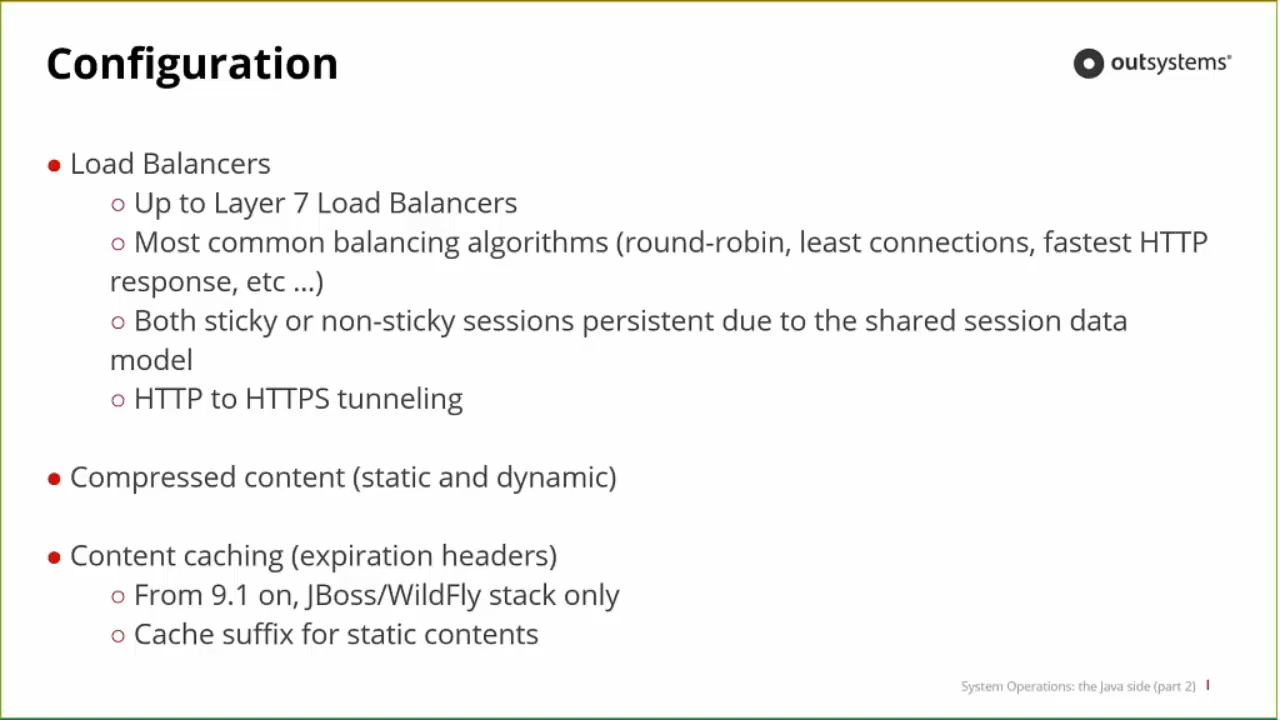 Configuration
outsystems®
● Load Balancers
○ Up to Layer 7 Load Balancers
○ Most common balancing algorithms (round-robin, least connections, fastest HTTP
response, etc ...)
○ Both sticky or non-sticky sessions persistent due to the shared session data
model
○ HTTP to HTTPS tunneling
● Compressed content (static and dynamic)
● Content caching (expiration headers)
○ From 9.1 on, JBoss/WildFly stack only
○ Cache suffix for static contents
System Operations: the Java side (part 2) I